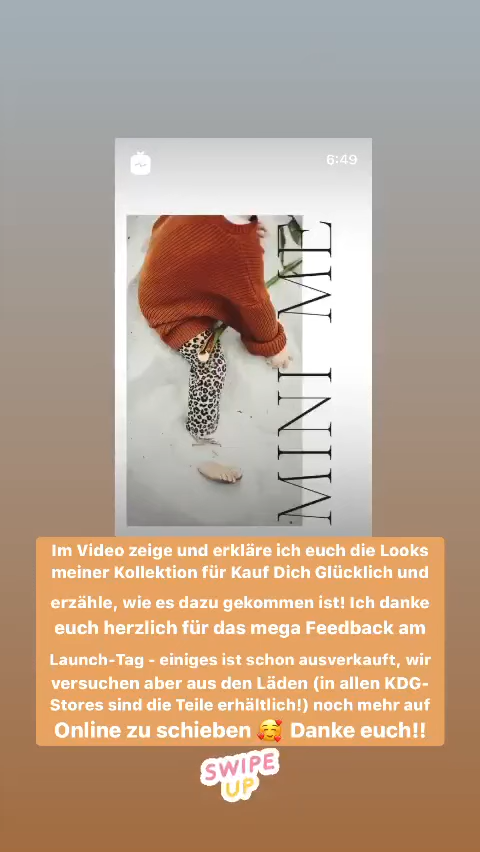 6:49
MINI ME
Im Video zeige und erkläre ich euch die Looks
meiner Kollektion für Kauf Dich Glücklich und
erzähle, wie es dazu gekommen ist! Ich danke
euch herzlich für das mega Feedback am
Launch-Tag - einiges ist schon ausverkauft, wir
versuchen aber aus den Läden (in allen KDG-
Stores sind die Teile erhältlich!) noch mehr auf
Online zu schieben 🥰 Danke euch!!
SWIPE
UP